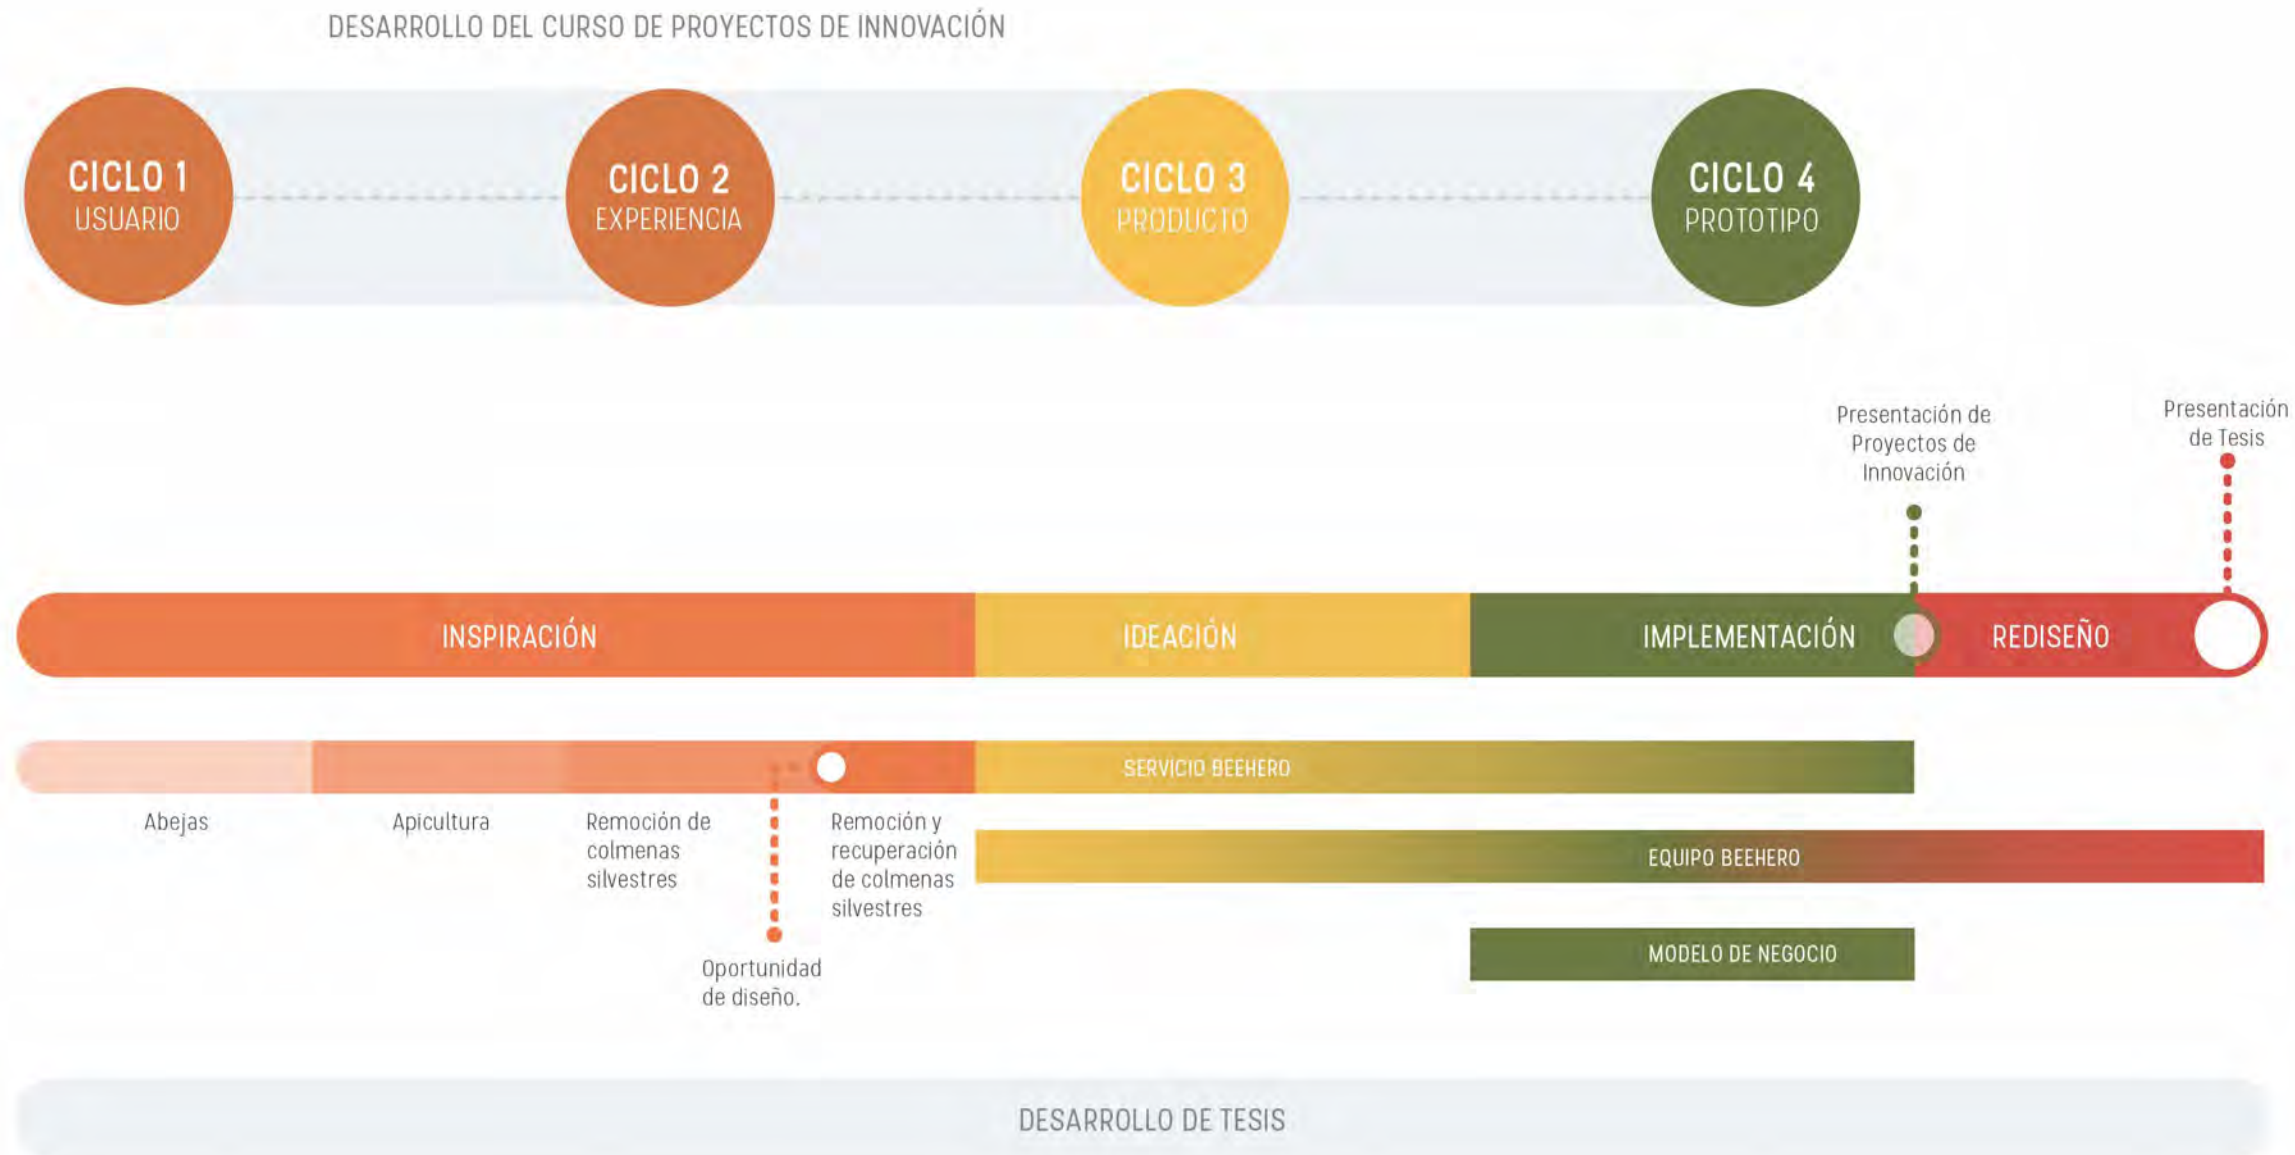 DESARROLLO DEL CURSO DE PROYECTOS DE INNOVACIÓN
CICLO 1
USUARIO
CICLO 2
EXPERIENCIA
CICLO 3
PRODUCTO
CICLO 4
PROTOTIPO
Presentación de
Proyectos de
Innovación
Presentación
de Tesis
INSPIRACIÓN
IDEACIÓN
IMPLEMENTACIÓN
REDISEÑO
SERVICIO BEEHERO
Abejas
Apicultura
Remoción de
colmenas
silvestres
Remoción y
recuperación
de colmenas
silvestres
EQUIPO BEEHERO
Oportunidad
de diseño.
MODELO DE NEGOCIO
DESARROLLO DE TESIS